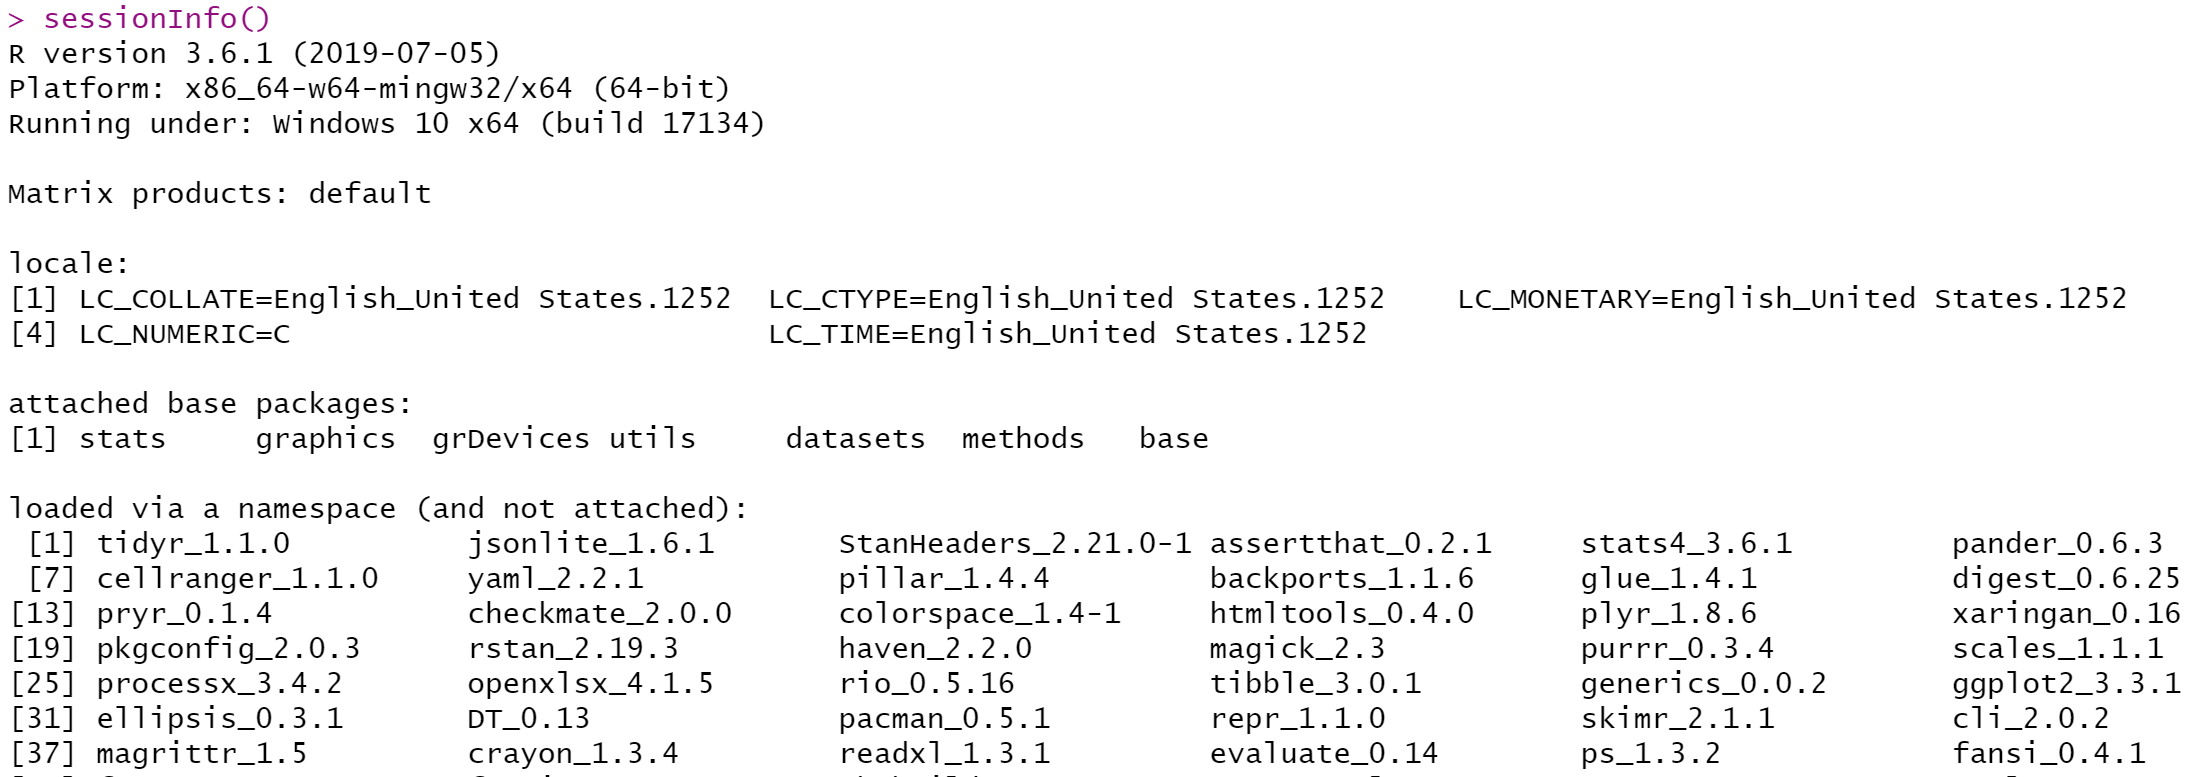 > sessionInfo()
R version 3.6.1 (2019-07-05)
Platform: x86_64-w64-mingw32/x64 (64-bit)
Running under: Windows 10 x64 (build 17134)
Matrix products: default
locale:
[1] LC_COLLATE=English_United States.1252  LC_CTYPE=English_United States.1252    LC_MONETARY=English_United States.1252
[4] LC_NUMERIC=C                           LC_TIME=English_United States.1252
attached base packages:
[1] stats     graphics  grDevices utils     datasets  methods   base
loaded via a namespace (and not attached):
 [1] tidyr_1.1.0          jsonlite_1.6.1       StanHeaders_2.21.0-1 assertthat_0.2.1     stats4_3.6.1         pander_0.6.3
 [7] cellranger_1.1.0     yaml_2.2.1           pillar_1.4.4         backports_1.1.6      glue_1.4.1           digest_0.6.25
[13] pryr_0.1.4           checkmate_2.0.0      colorspace_1.4-1     htmltools_0.4.0      plyr_1.8.6           xaringan_0.16
[19] pkgconfig_2.0.3      rstan_2.19.3         haven_2.2.0          magick_2.3           purrr_0.3.4          scales_1.1.1
[25] processx_3.4.2       openxlsx_4.1.5       rio_0.5.16           tibble_3.0.1         generics_0.0.2       ggplot2_3.3.1
[31] ellipsis_0.3.1       DT_0.13              pacman_0.5.1         repr_1.1.0           skimr_2.1.1          cli_2.0.2
[37] magrittr_1.5         crayon_1.3.4         readxl_1.3.1         evaluate_0.14        ps_1.3.2             fansi_0.4.1